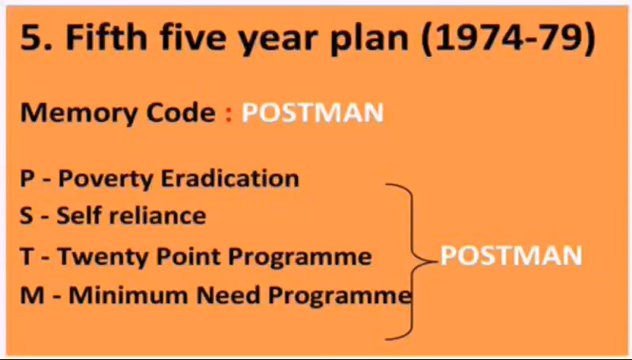 5. Fifth five year plan (1974-79)
Memory Code : POSTMAN
P - Poverty Eradication
S - Self reliance
T - Twenty Point Programme
M - Minimum Need Programme
POSTMAN